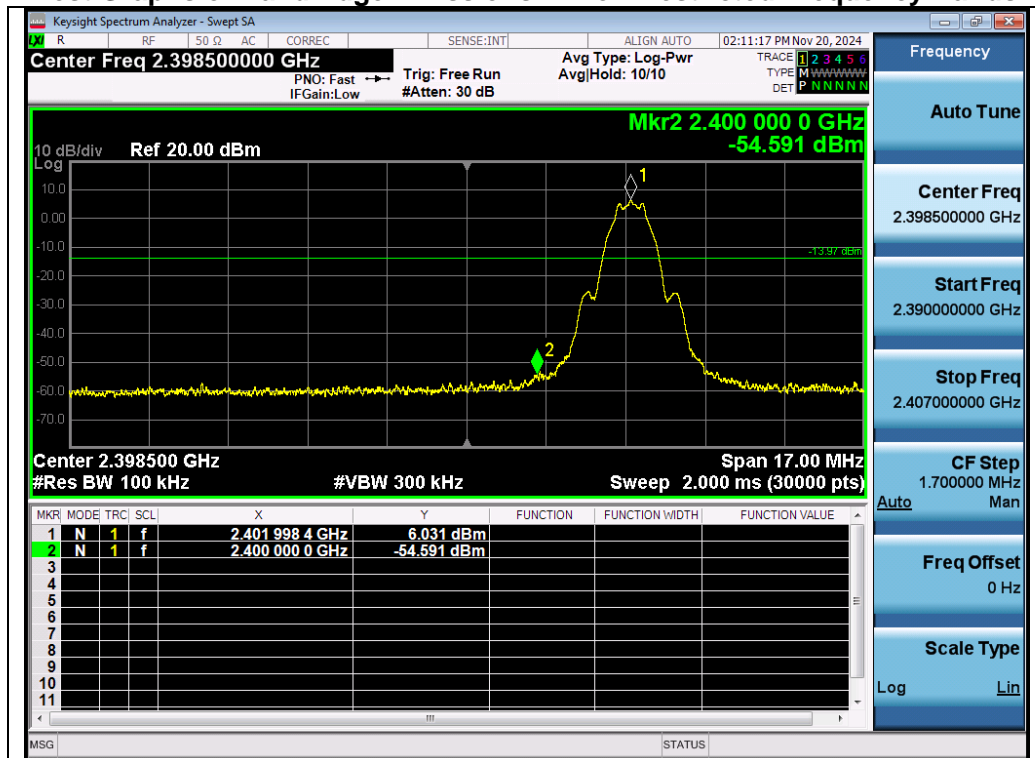 Keysight Spectrum Analyzer - Swept SA
LXI R RF 50 Ω AC CORREC SENSE:INT ALIGN AUTO 02:11:17 PM Nov 20, 2024
Center Freq 2.398500000 GHz
PNO: Fast
IFGain:Low
Trig: Free Run
#Atten: 30 dB
Avg Type: Log-Pwr
Avg|Hold: 10/10
TRACE 1 2 3 4 5 6
TYPE M WWWWW
DET P N N N N N
Mkr2 2.400 000 0 GHz
-54.591 dBm
10 dB/div Ref 20.00 dBm
Log
10.0
0.00
-10.0
-20.0
-30.0
-40.0
-50.0
-60.0
-70.0
1
-13.97 dBm
2
Center 2.398500 GHz Span 17.00 MHz
#Res BW 100 kHz #VBW 300 kHz Sweep 2.000 ms (30000 pts)
MKR MODE TRC SCL X Y FUNCTION FUNCTION WIDTH FUNCTION VALUE
1 N 1 f 2.401 998 4 GHz 6.031 dBm
2 N 1 f 2.400 000 0 GHz -54.591 dBm
3
4
5
6
7
8
9
10
11
MSG STATUS
Frequency
Auto Tune
Center Freq
2.398500000 GHz
Start Freq
2.390000000 GHz
Stop Freq
2.407000000 GHz
CF Step
1.700000 MHz
Auto Man
Freq Offset
0 Hz
Scale Type
Log Lin